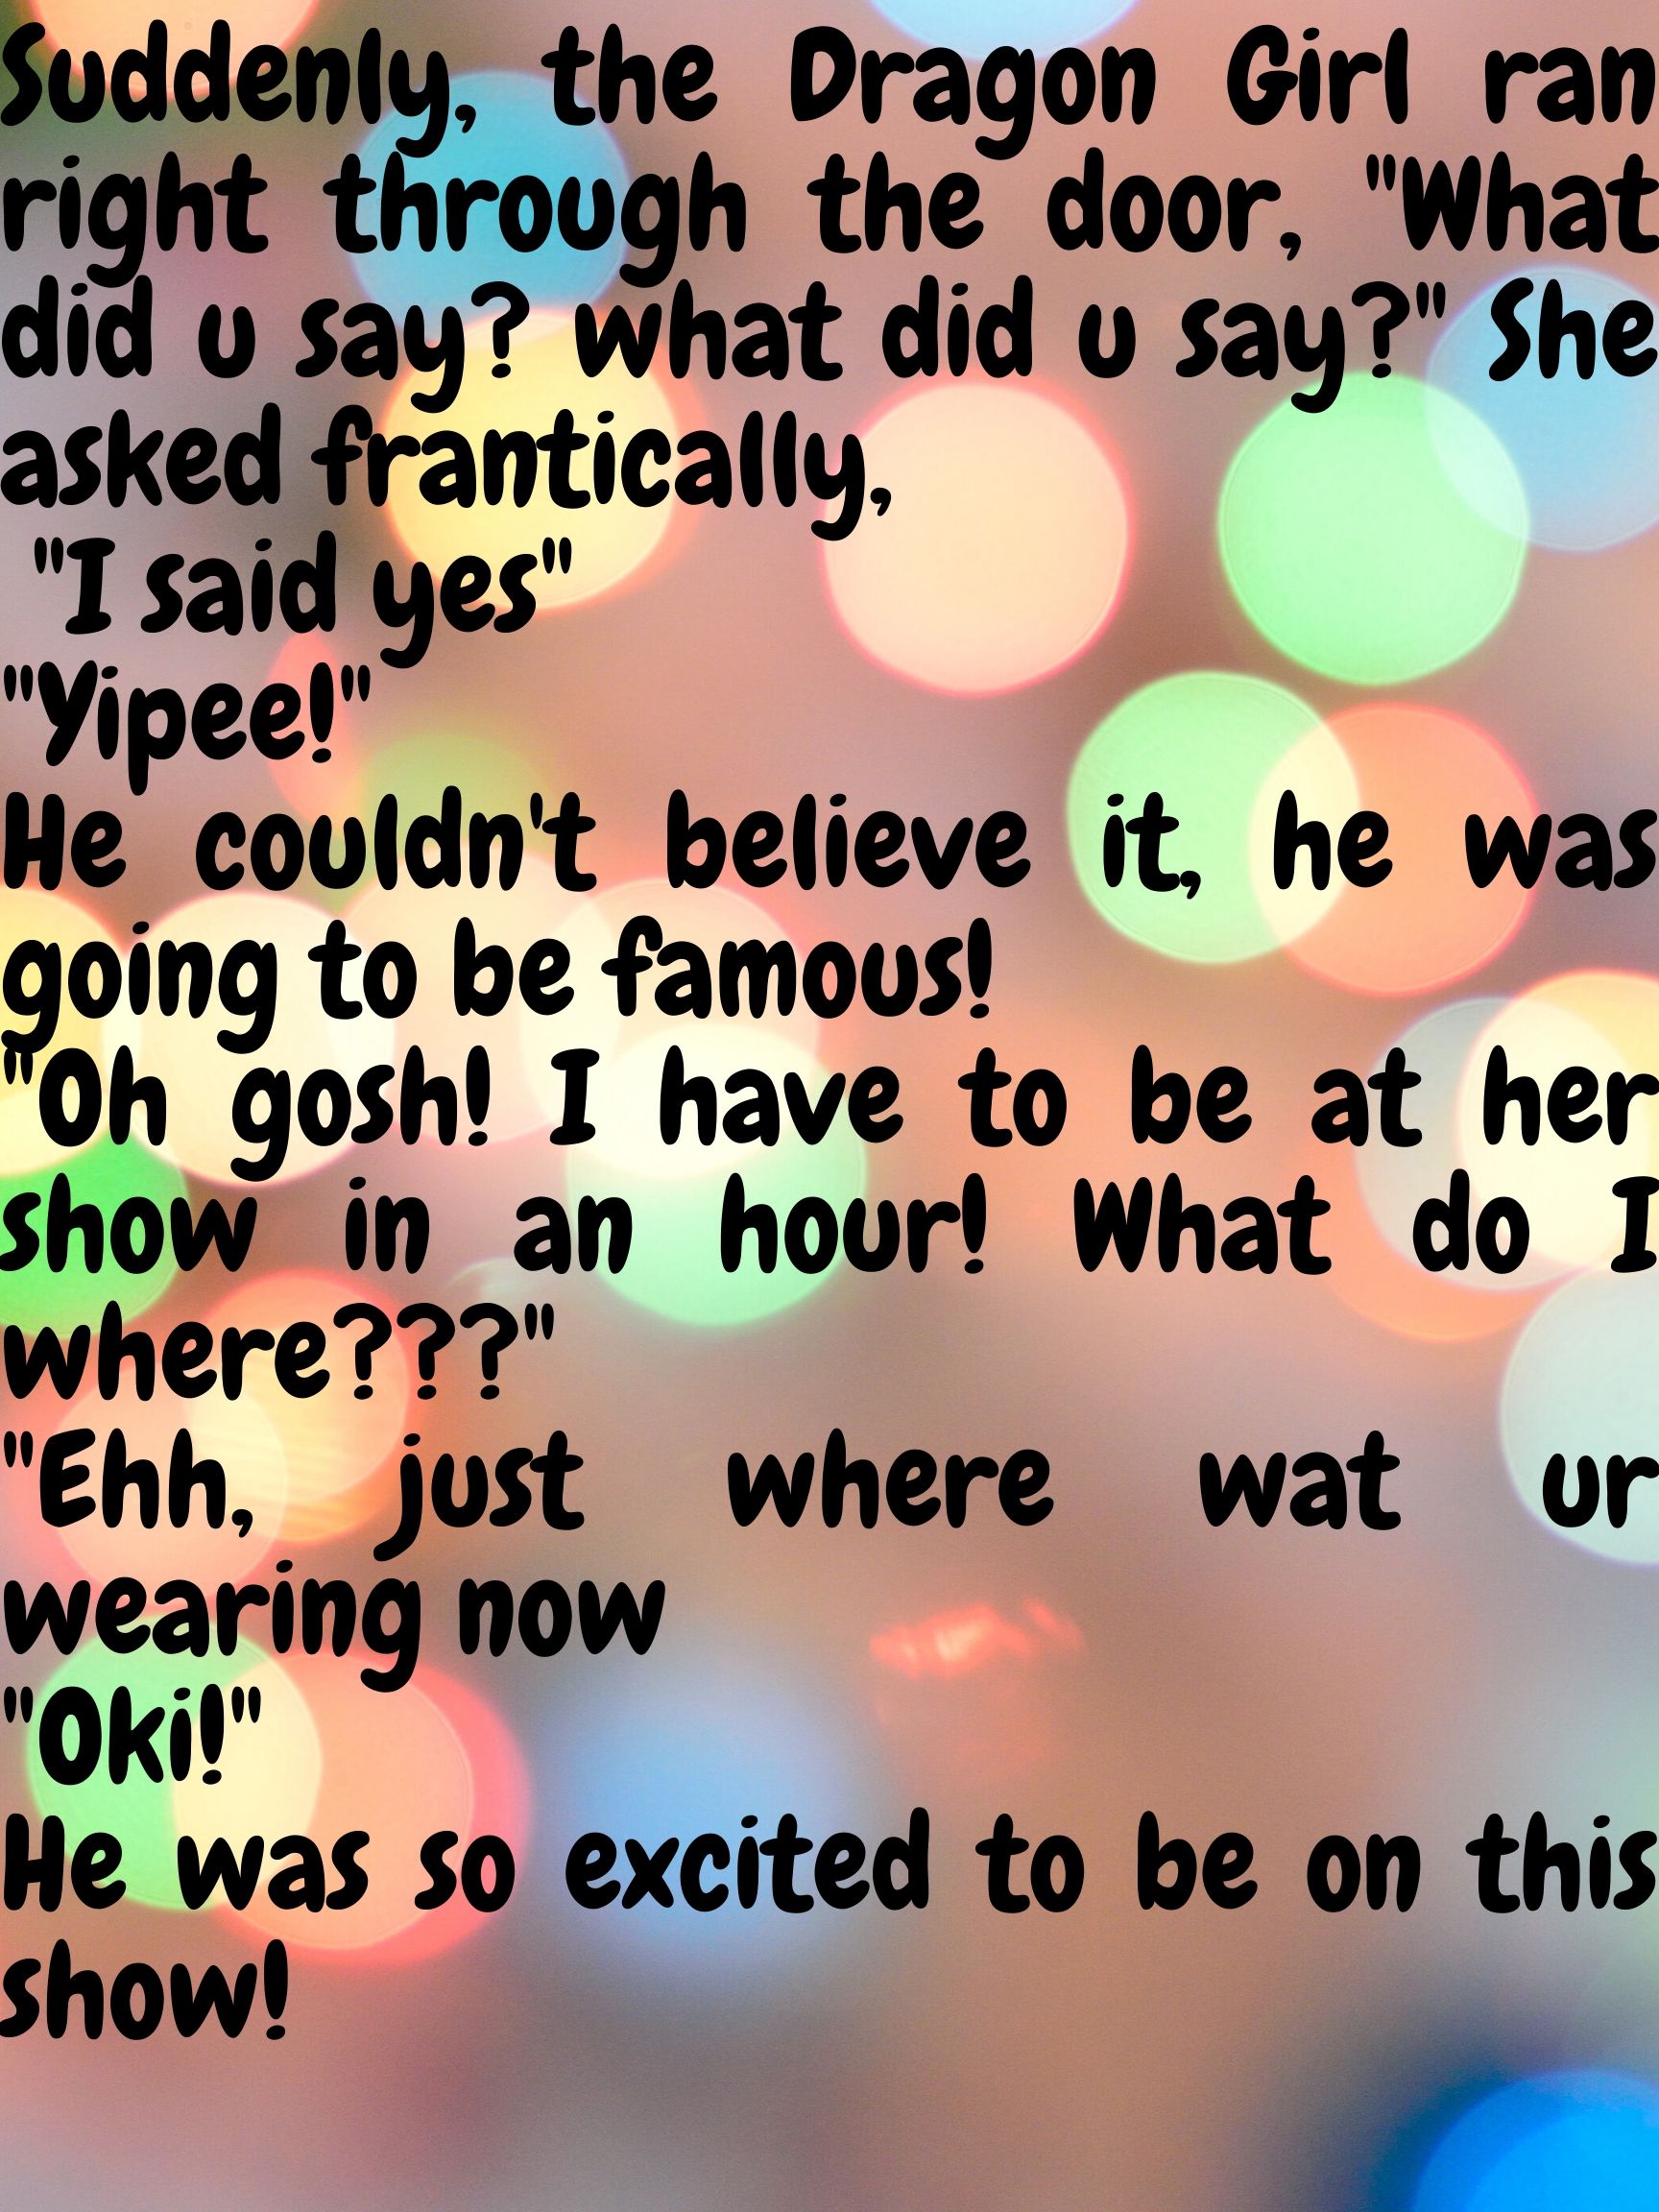 Suddenly, the Dragon Girl ran
right through the door, "What
did u say? What did u say?" She
asked frantically,
"I said yes"
"Yipee!"
He couldn't believe it, he was
going to be famous!
"Oh gosh! I have to be at her
show in an hour! What do I
where???"
"Ehh, just where wat ur
wearing now
"Oki!"
He was so excited to be on this
show!